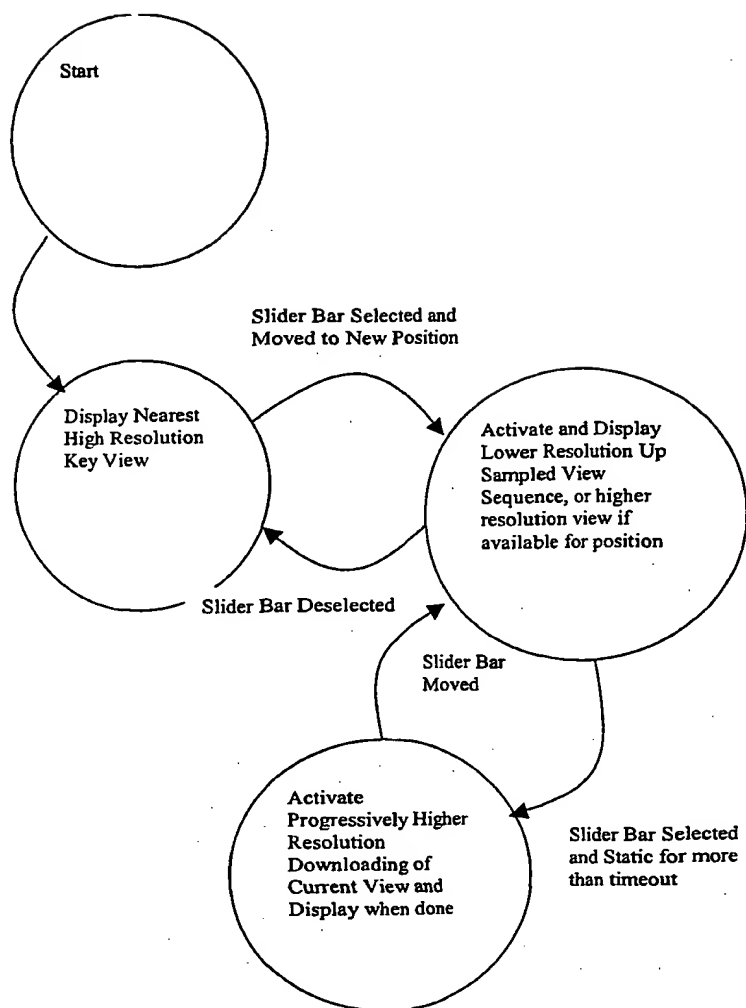 Start
Slider Bar Selected and
Moved to New Position
Display Nearest
High Resolution
Key View
Activate and Display
Lower Resolution Up
Sampled View
Sequence, or higher
resolution view if
available for position
Slider Bar Deselected
Slider Bar
Moved
Activate
Progressively Higher
Resolution
Downloading of
Current View and
Display when done
Slider Bar Selected
and Static for more
than timeout